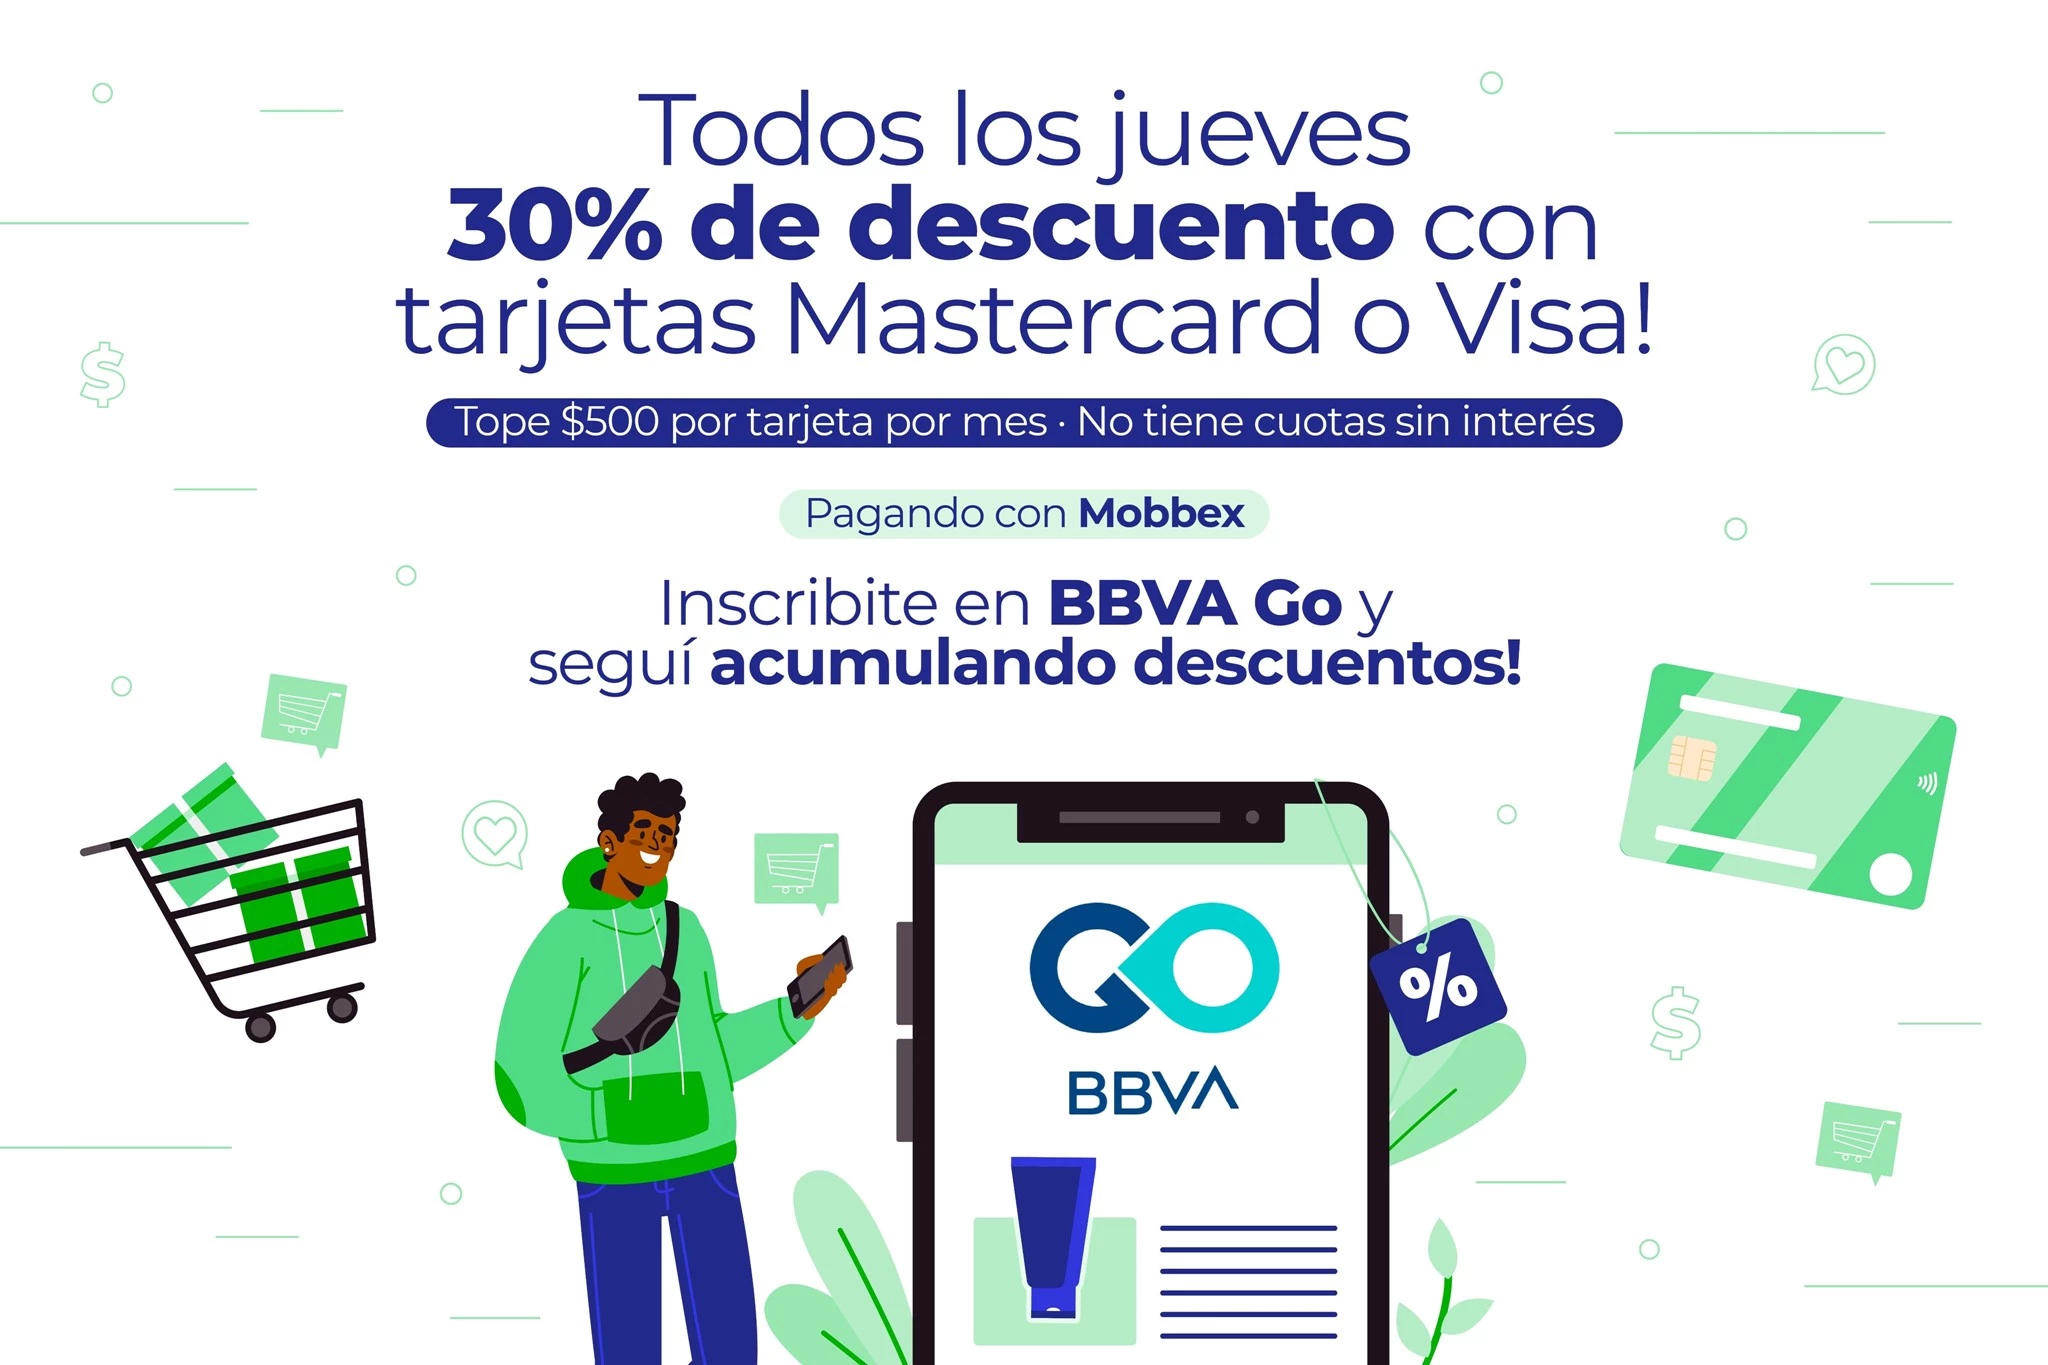 Todos los jueves
30% de descuento con
tarjetas Mastercard o Visa!
Tope $500 por tarjeta por mes · No tiene cuotas sin interés
Pagando con Mobbex
Inscribite en BBVA Go y
seguí acumulando descuentos!
GO
BBVA
%